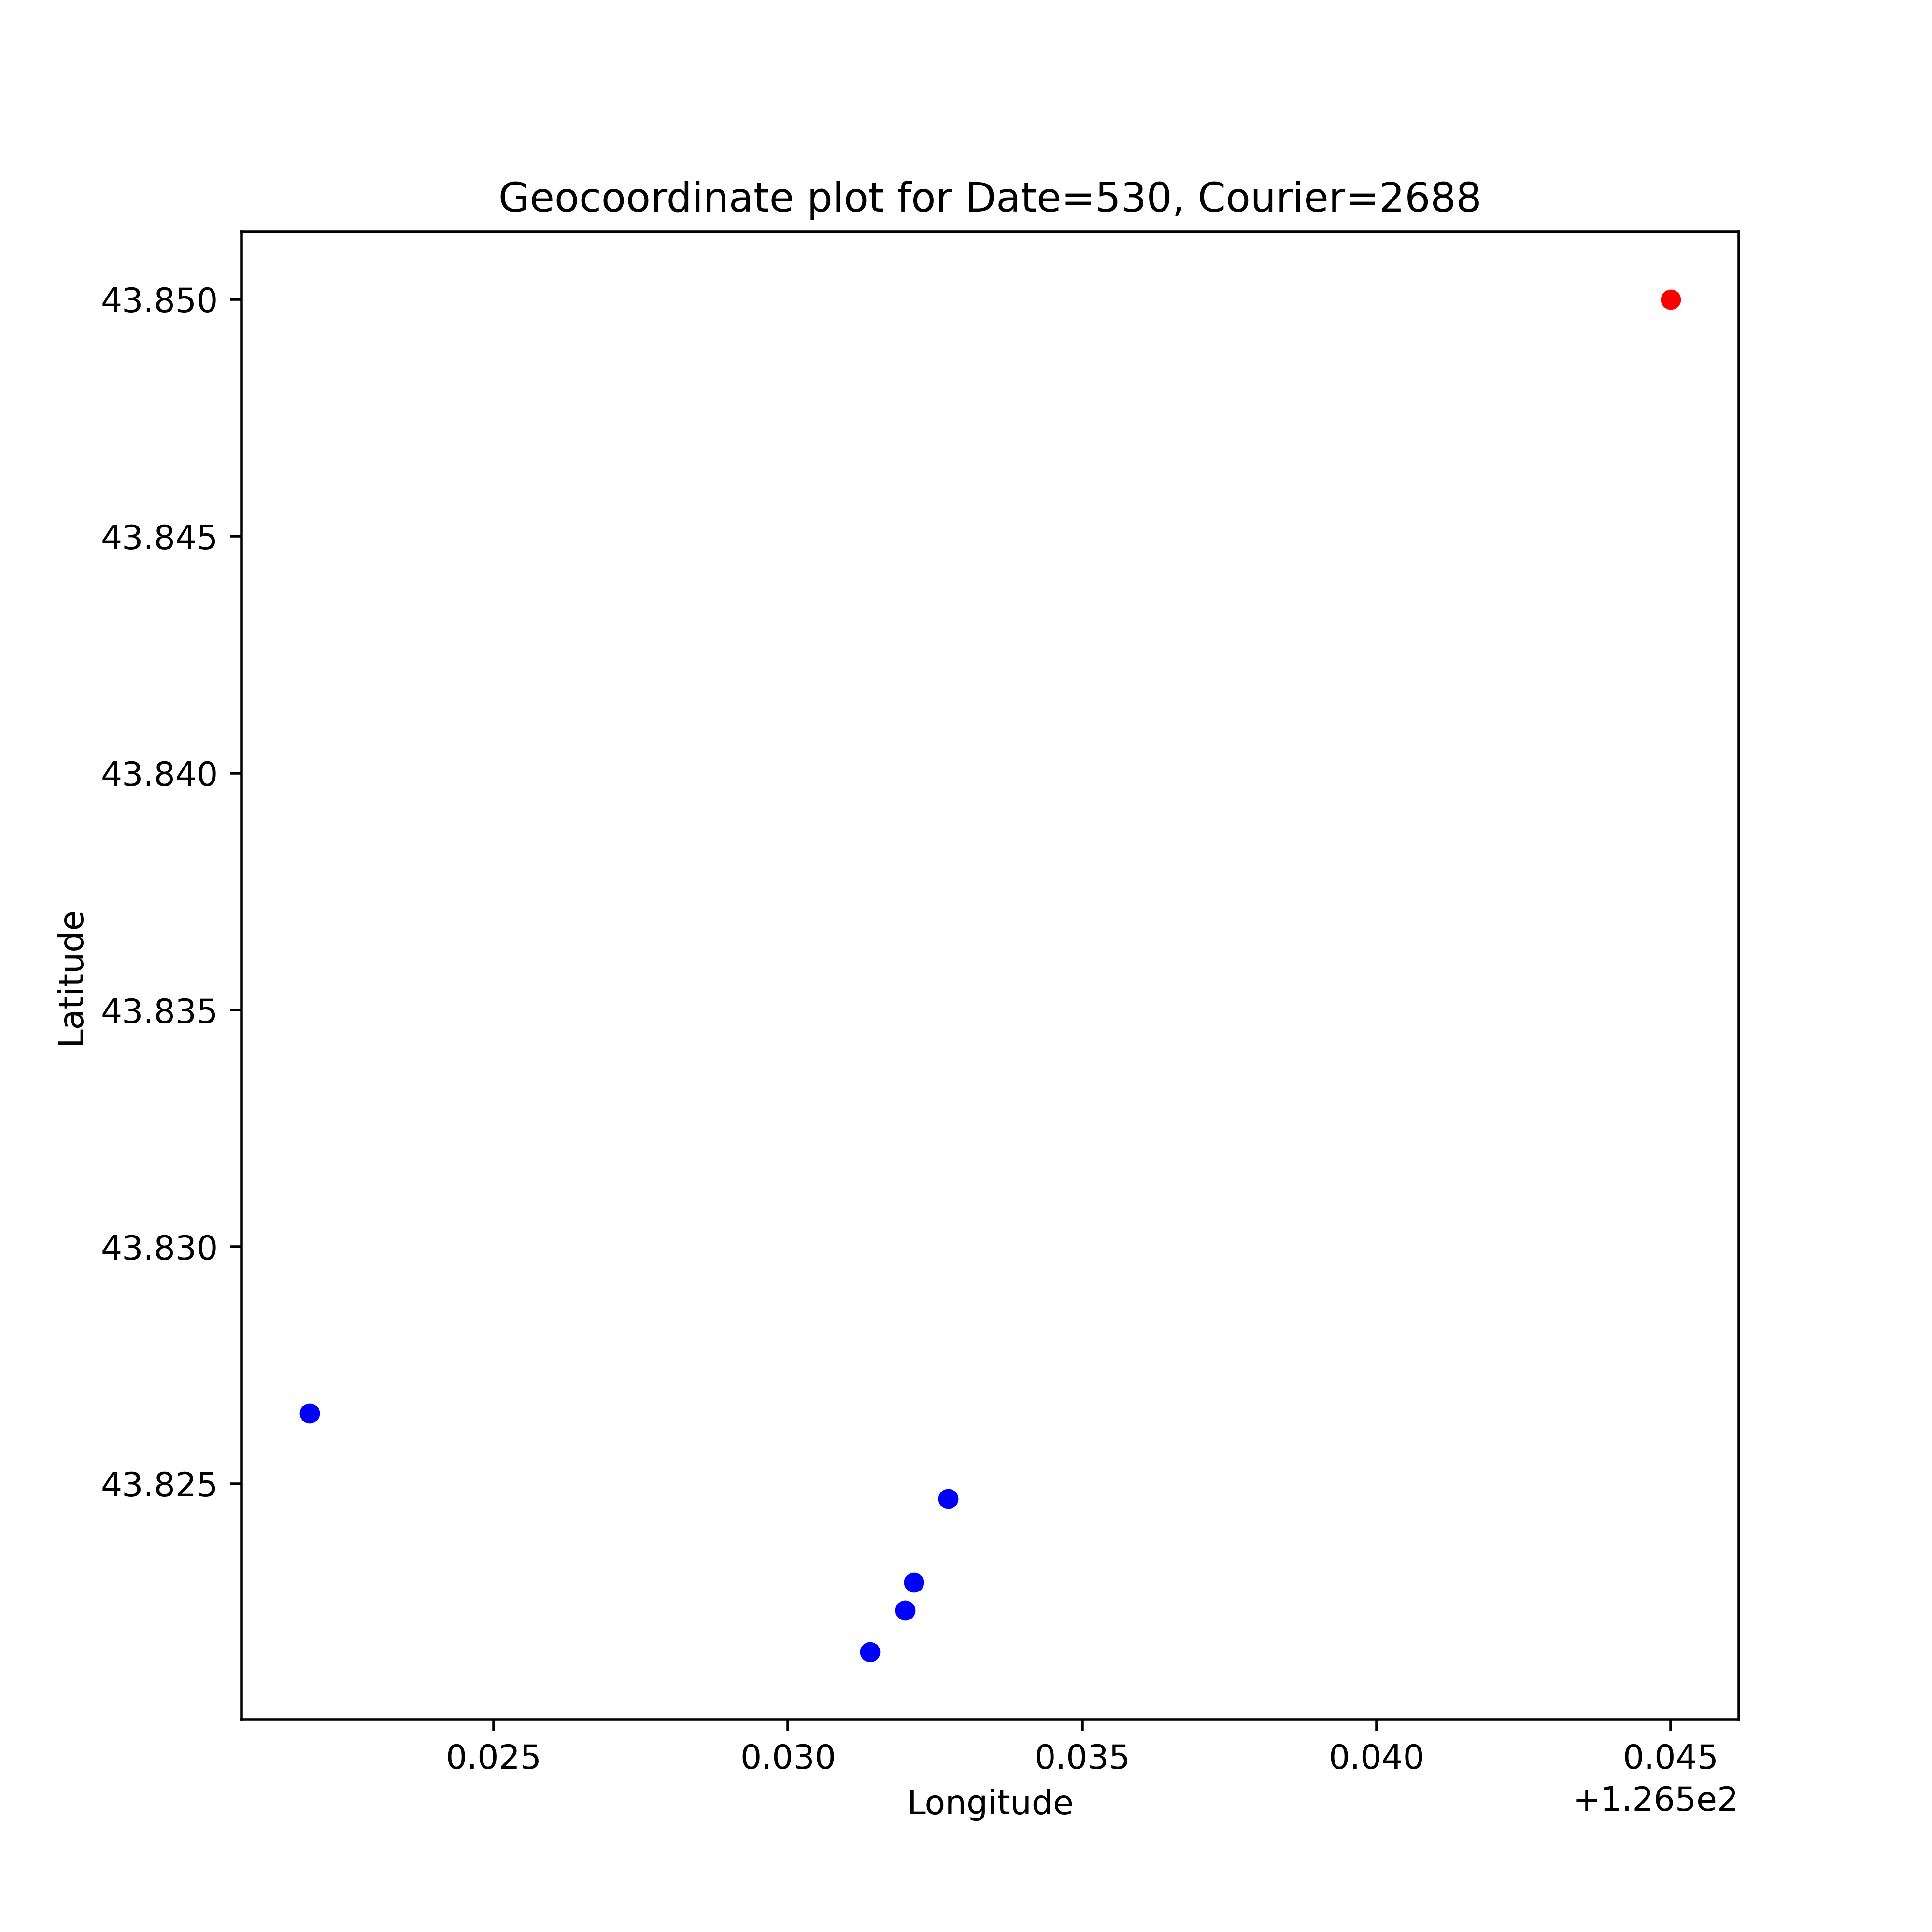 Geocoordinate plot for Date=530, Courier=2688
43.850
43.845
43.840
43.835
43.830
43.825
Latitude
0.025 0.030 0.035 0.040 0.045
+1.265e2
Longitude